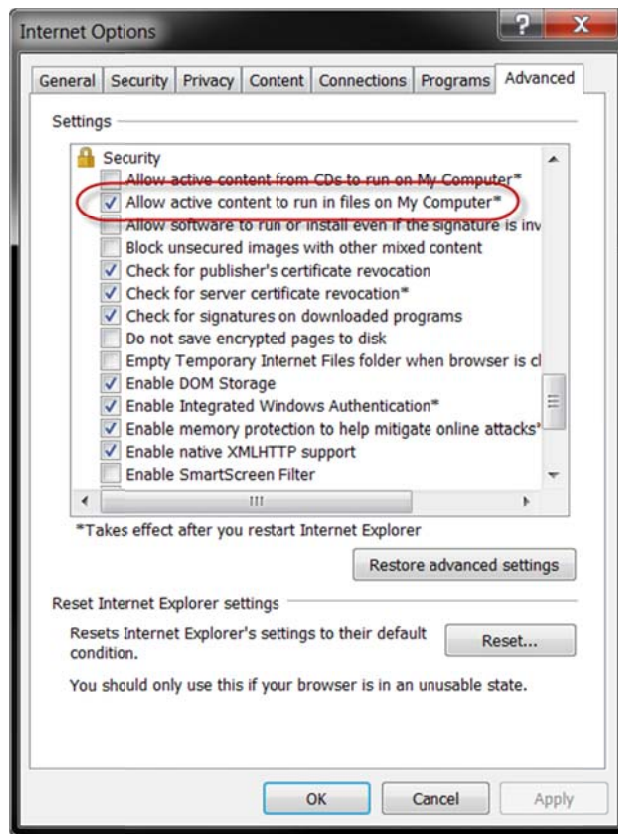 Internet Options
General Security Privacy Content Connections Programs Advanced
Settings
Security
Allow active content from CDs to run on My Computer*
Allow active content to run in files on My Computer*
Allow software to run or install even if the signature is inv
Block unsecured images with other mixed content
Check for publisher's certificate revocation
Check for server certificate revocation*
Check for signatures on downloaded programs
Do not save encrypted pages to disk
Empty Temporary Internet Files folder when browser is cl
Enable DOM Storage
Enable Integrated Windows Authentication*
Enable memory protection to help mitigate online attacks*
Enable native XMLHTTP support
Enable SmartScreen Filter
*Takes effect after you restart Internet Explorer
Restore advanced settings
Reset Internet Explorer settings
Resets Internet Explorer's settings to their default
condition.
Reset...
You should only use this if your browser is in an unusable state.
OK Cancel Apply